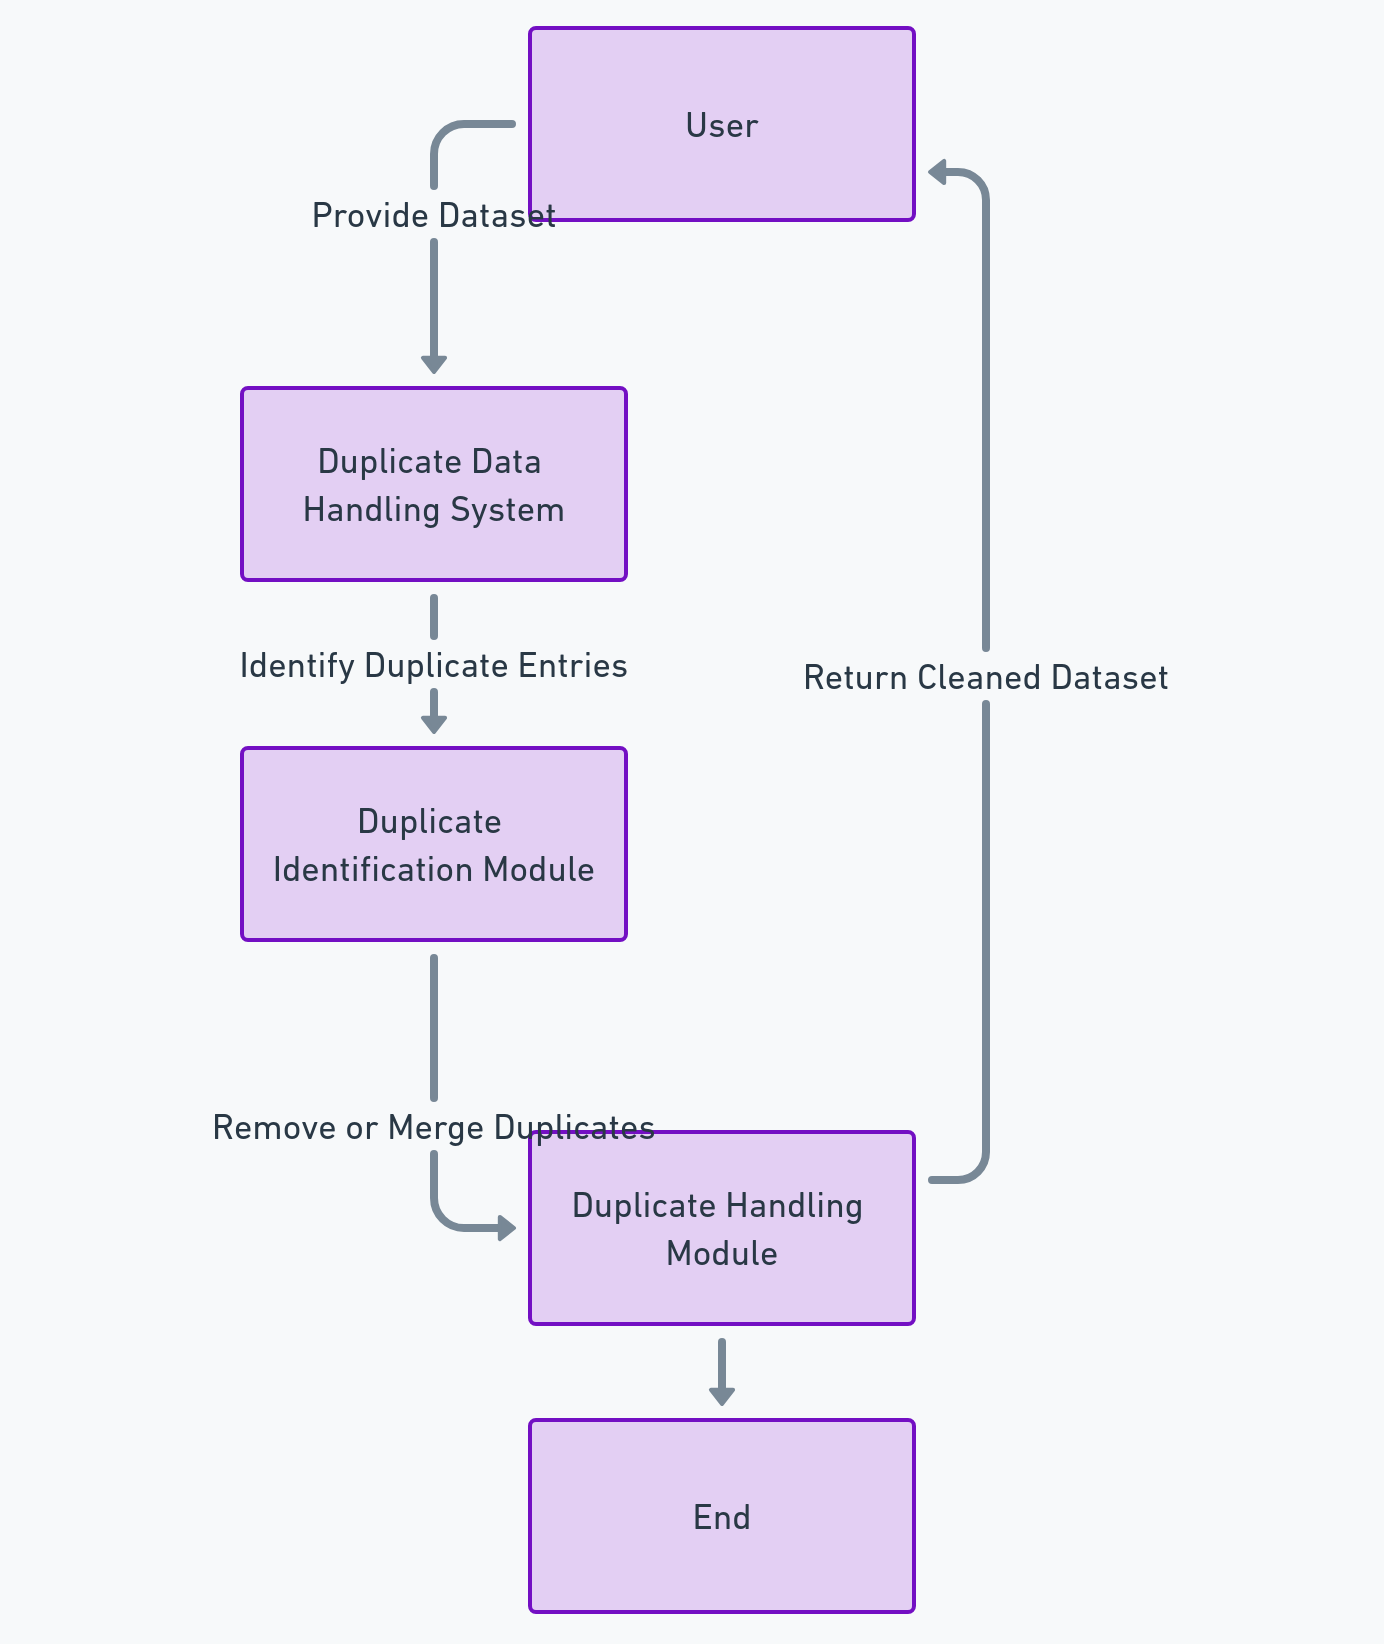 User
Provide Dataset
Duplicate Data
Handling System
Identify Duplicate Entries
Return Cleaned Dataset
Duplicate
Identification Module
Remove or Merge Duplicates
Duplicate Handling
Module
End